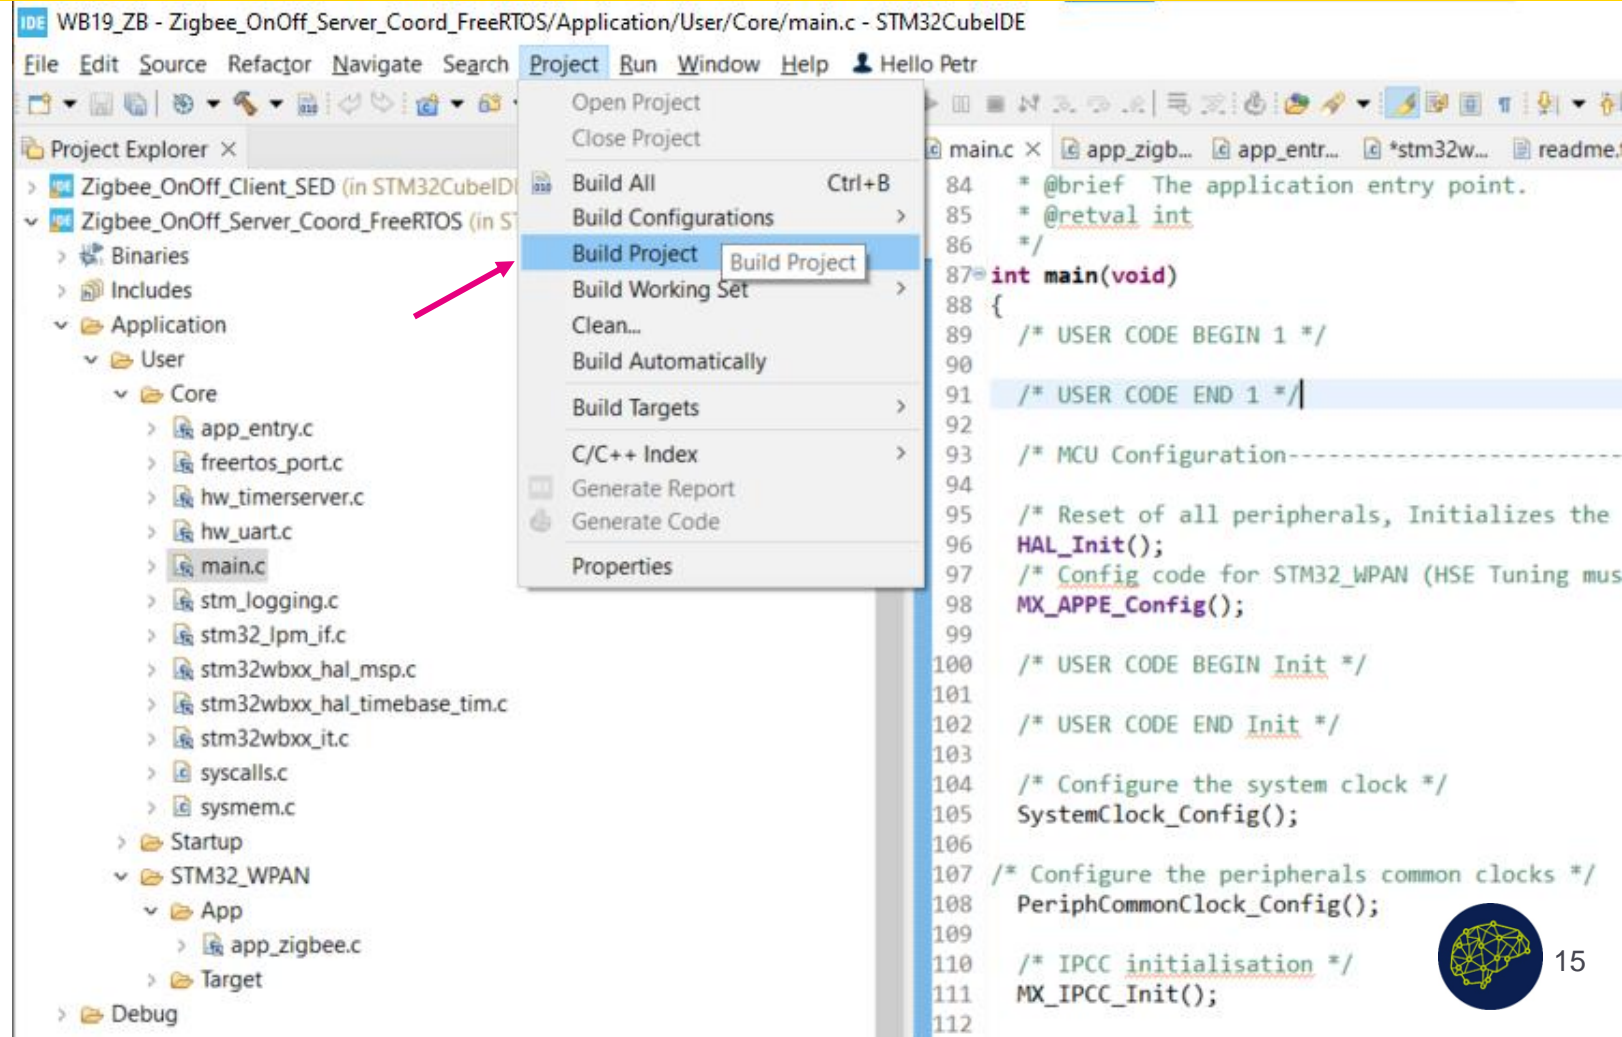 IDE WB19_ZB - Zigbee_OnOff_Server_Coord_FreeRTOS/Application/User/Core/main.c - STM32CubeIDE
File Edit Source Refactor Navigate Search Project Run Window Help Hello Petr
Project Explorer
Zigbee_OnOff_Client_SED (in STM32CubeID
Zigbee_OnOff_Server_Coord_FreeRTOS (in ST
Binaries
Includes
Application
User
Core
app_entry.c
freertos_port.c
hw_timerserver.c
hw_uart.c
main.c
stm_logging.c
stm32_lpm_if.c
stm32wbxx_hal_msp.c
stm32wbxx_hal_timebase_tim.c
stm32wbxx_it.c
syscalls.c
sysmem.c
Startup
STM32_WPAN
App
app_zigbee.c
Target
Debug
Open Project
Close Project
Build All Ctrl+B
Build Configurations
Build Project
Build Project
Build Working Set
Clean...
Build Automatically
Build Targets
C/C++ Index
Generate Report
Generate Code
Properties
main.c app_zigb... app_entr... *stm32w... readme.
84 * @brief The application entry point.
85 * @retval int
86 */
87 int main(void)
88 {
89 /* USER CODE BEGIN 1 */
90
91 /* USER CODE END 1 */
92
93 /* MCU Configuration-------------------------
94
95 /* Reset of all peripherals, Initializes the
96 HAL_Init();
97 /* Config code for STM32_WPAN (HSE Tuning mus
98 MX_APPE_Config();
99
100 /* USER CODE BEGIN Init */
101
102 /* USER CODE END Init */
103
104 /* Configure the system clock */
105 SystemClock_Config();
106
107 /* Configure the peripherals common clocks */
108 PeriphCommonClock_Config();
109
110 /* IPCC initialisation */
111 MX_IPCC_Init();
112
15